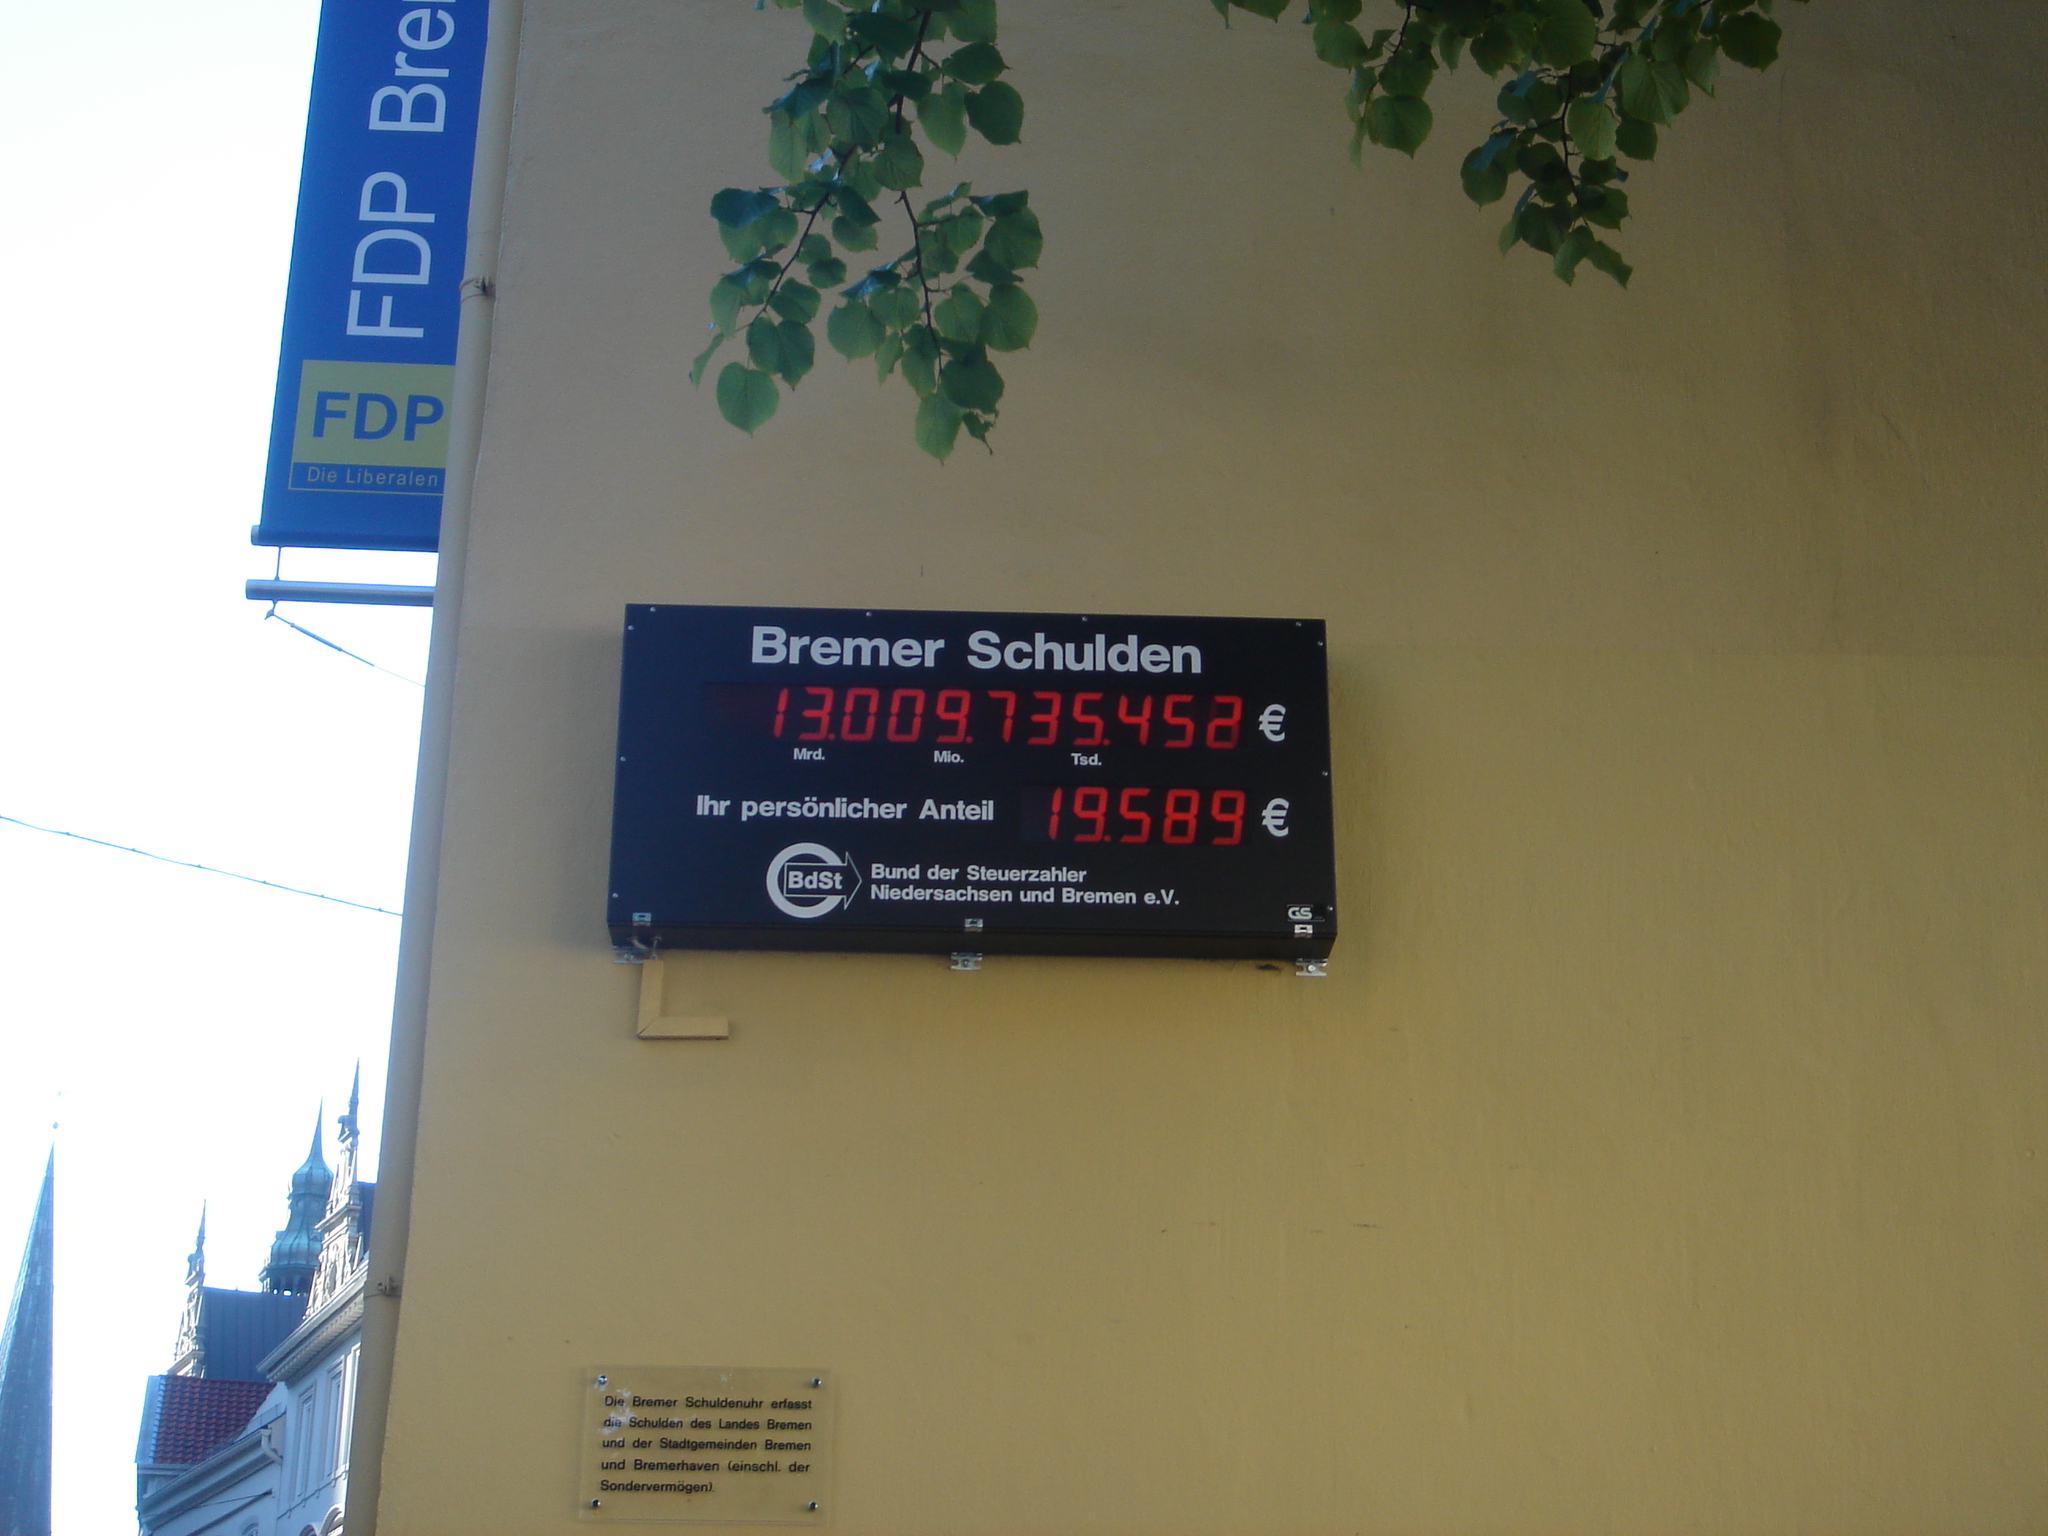 FDP Bre
FDP
Die Liberalen
Bremer Schulden
13.009.735.458 €
Mrd. Mio. Tsd.
Ihr persönlicher Anteil 19.589 €
BdSt
Bund der Steuerzahler
Niedersachsen und Bremen e.V.
GS
Die Bremer Schuldenuhr erfasst
die Schulden des Landes Bremen
und der Stadtgemeinden Bremen
und Bremerhaven (einschl. der
Sondervermögen).